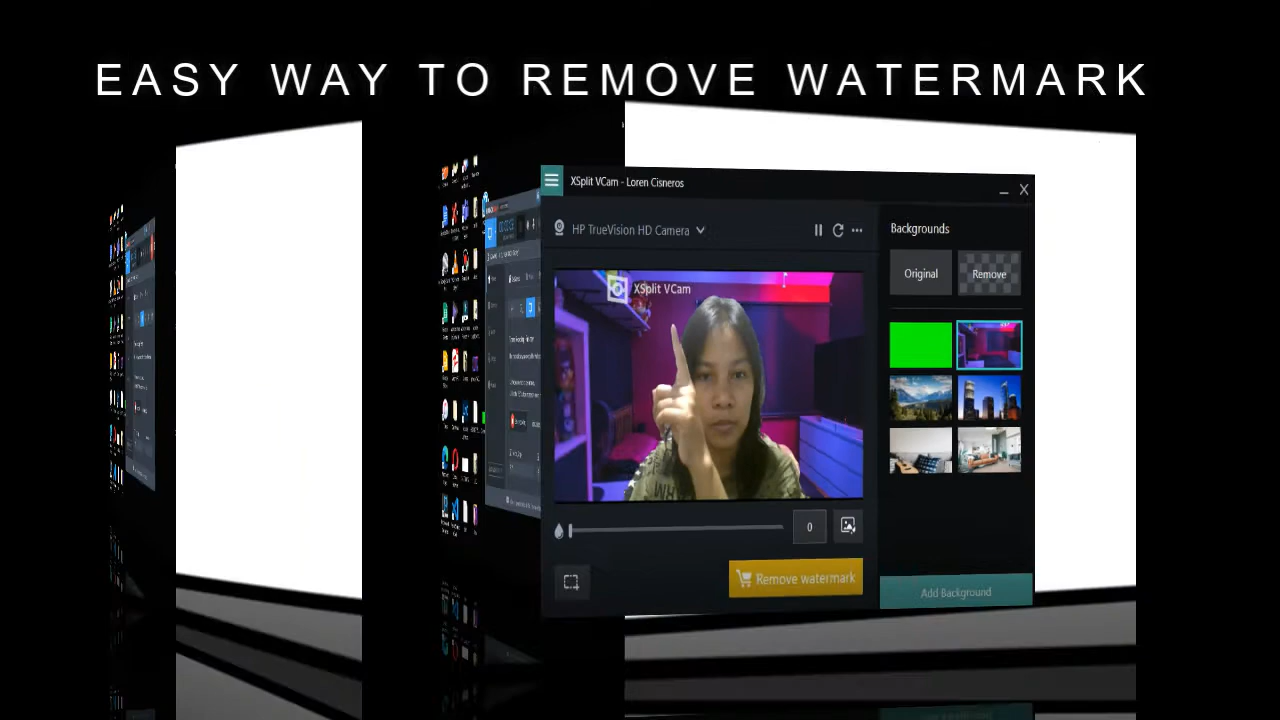 EASY WAY TO REMOVE WATERMARK
XSplit VCam - Loren Cisneros
HP TrueVision HD Camera
Backgrounds
Original
Remove
XSplit VCam
0
Remove watermark
Add Background